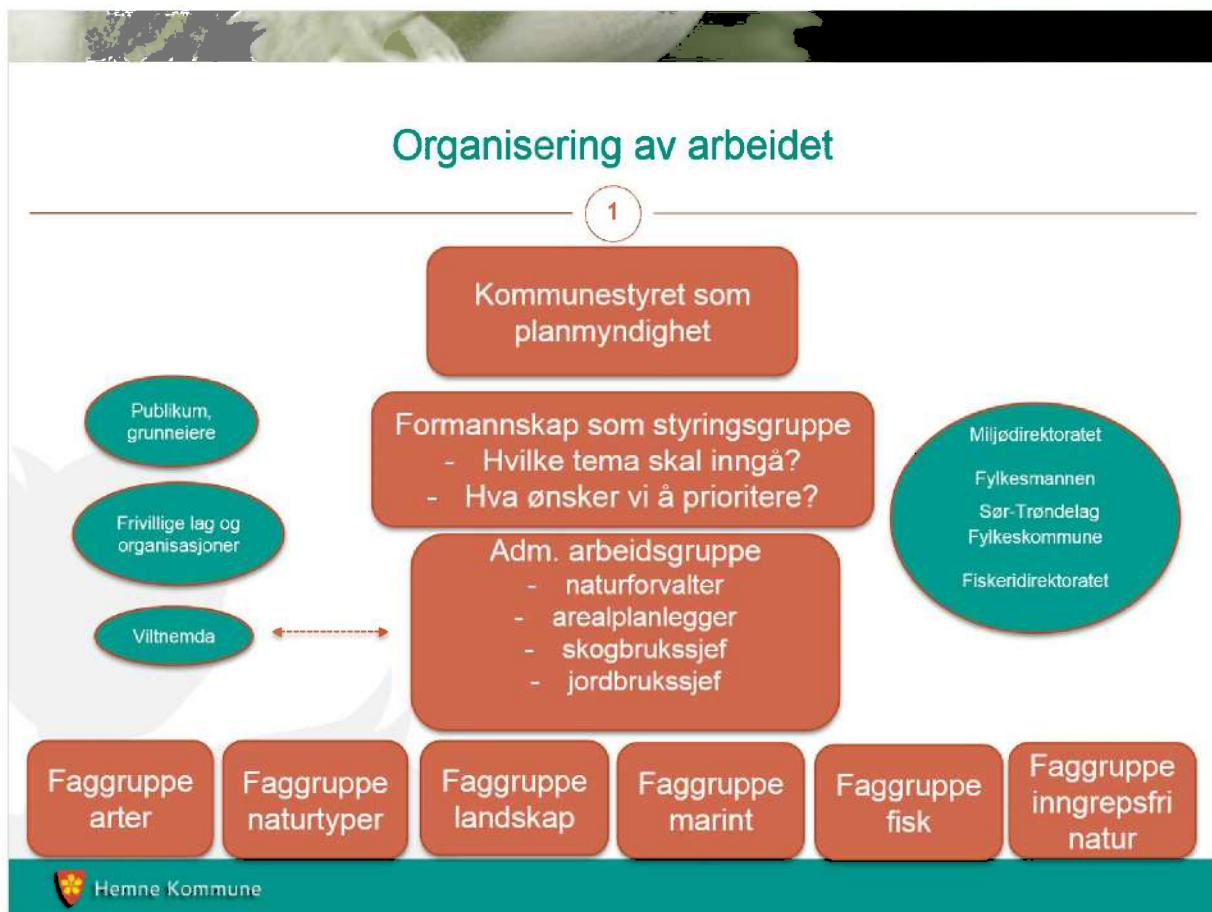 Organisering av arbeidet
1
Kommunestyret som
planmyndighet
Publikum,
grunneiere
Frivillige lag og
organisasjoner
Viltnemda
Formannskap som styringsgruppe
- Hvilke tema skal inngå?
- Hva ønsker vi å prioritere?
Adm. arbeidsgruppe
- naturforvalter
- arealplanlegger
- skogbrukssjef
- jordbrukssjef
Miljødirektoratet
Fylkesmannen
Sør-Trøndelag
Fylkeskommune
Fiskeridirektoratet
Faggruppe
arter
Faggruppe
naturtyper
Faggruppe
landskap
Faggruppe
marint
Faggruppe
fisk
Faggruppe
inngrepsfri
natur
Hemne Kommune